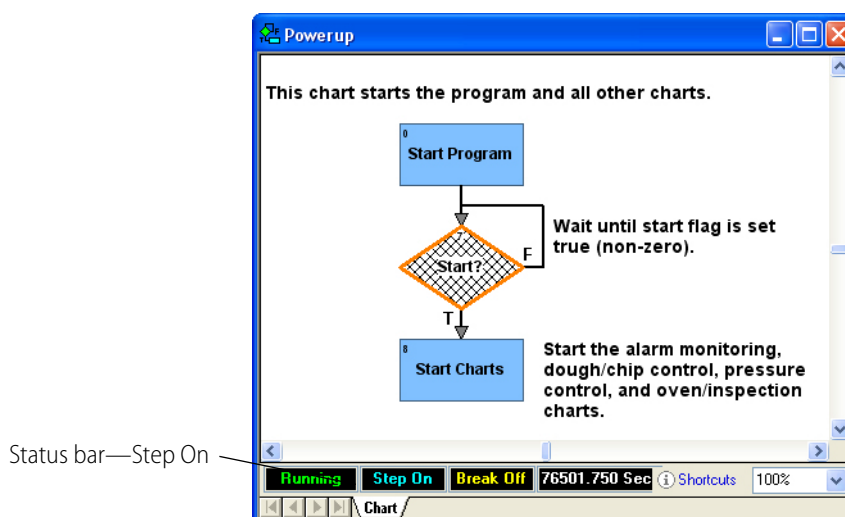 Powerup
This chart starts the program and all other charts.
0
Start Program
Wait until start flag is set
true (non-zero).
7
F
Start?
T
8
Start Charts
Start the alarm monitoring,
dough/chip control, pressure
control, and oven/inspection
charts.
Status bar—Step On
Running Step On Break Off 76501.750 Sec i Shortcuts 100%
Chart